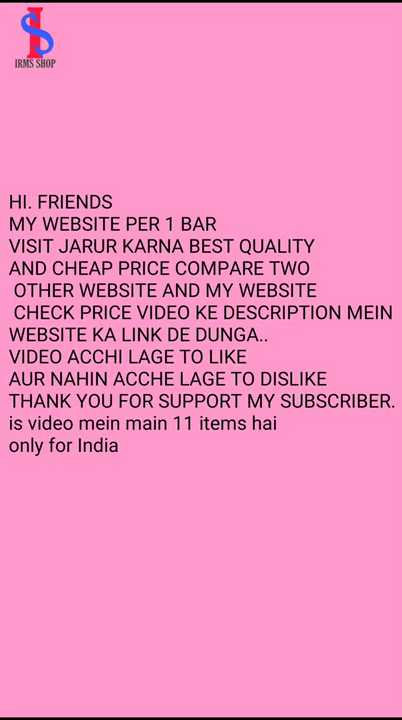 IRMS SHOP
HI. FRIENDS
MY WEBSITE PER 1 BAR
VISIT JARUR KARNA BEST QUALITY
AND CHEAP PRICE COMPARE TWO
OTHER WEBSITE AND MY WEBSITE
CHECK PRICE VIDEO KE DESCRIPTION MEIN
WEBSITE KA LINK DE DUNGA..
VIDEO ACCHI LAGE TO LIKE
AUR NAHIN ACCHE LAGE TO DISLIKE
THANK YOU FOR SUPPORT MY SUBSCRIBER.
is video mein main 11 items hai
only for India